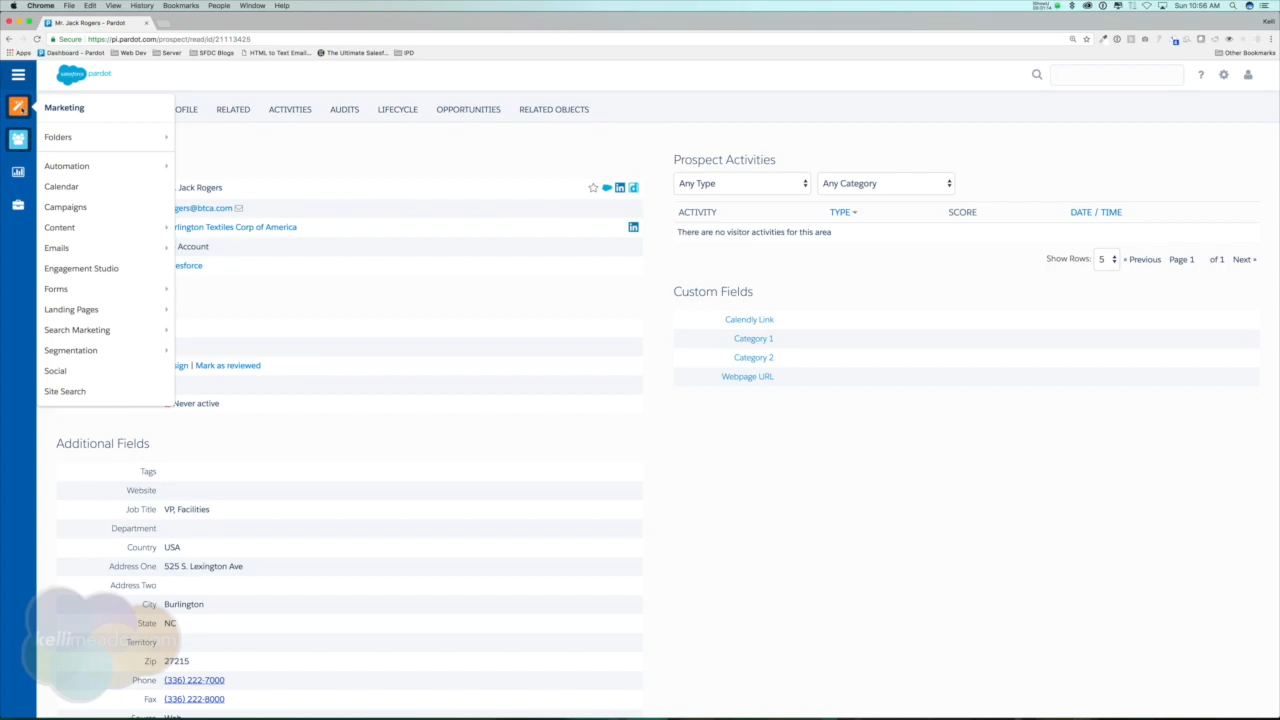 Chrome File Edit View History Bookmarks People Window Help Sun 10:56 AM
Mr. Jack Rogers - Pardot Kelli
Secure https://pi.pardot.com/prospect/read/id/21113425
Apps Dashboard - Pardot Web Dev Server SFDC Blogs HTML to Text Email... The Ultimate Salesf... IPD Other Bookmarks
salesforce pardot ?
Marketing
OFILE RELATED ACTIVITIES AUDITS LIFECYCLE OPPORTUNITIES RELATED OBJECTS
Folders
Automation
Calendar
Campaigns
Content
Emails
Engagement Studio
Forms
Landing Pages
Search Marketing
Segmentation
Social
Site Search
. Jack Rogers
gers@btca.com
rlington Textiles Corp of America
Account
esforce
sign | Mark as reviewed
Never active
Additional Fields
Tags
Website
Job Title VP, Facilities
Department
Country USA
Address One 525 S. Lexington Ave
Address Two
City Burlington
State NC
Territory
Zip 27215
Phone (336) 222-7000
Fax (336) 222-8000
Source Web
Prospect Activities
Any Type Any Category
ACTIVITY TYPE SCORE DATE / TIME
There are no visitor activities for this area
Show Rows: 5 « Previous Page 1 of 1 Next »
Custom Fields
Calendly Link
Category 1
Category 2
Webpage URL